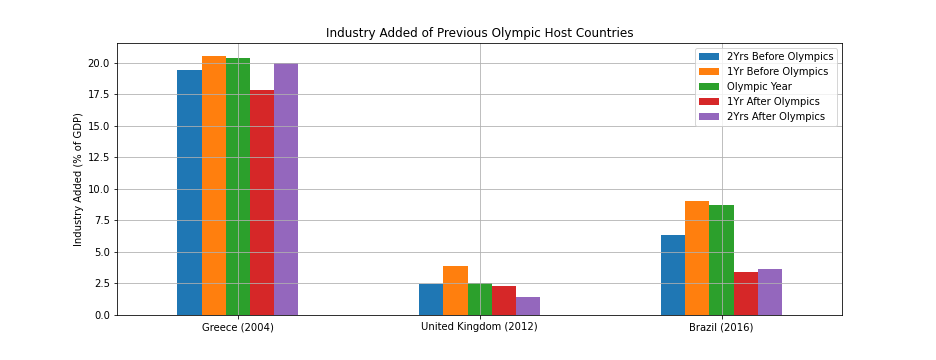 Industry Added of Previous Olympic Host Countries
2Yrs Before Olympics
1Yr Before Olympics
Olympic Year
1Yr After Olympics
2Yrs After Olympics
Industry Added (% of GDP)
20.0
17.5
15.0
12.5
10.0
7.5
5.0
2.5
0.0
Greece (2004)
United Kingdom (2012)
Brazil (2016)